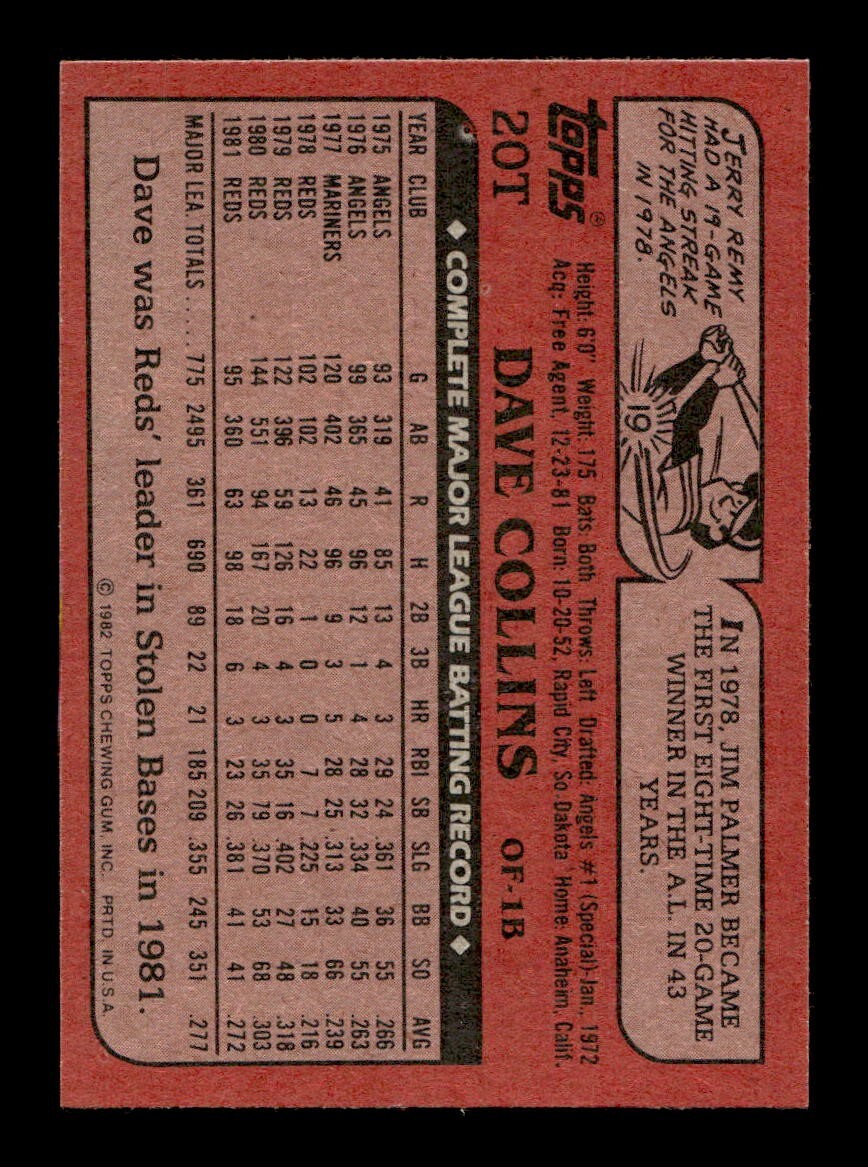 JERRY REMY
HAD A 19-GAME
HITTING STREAK
FOR THE ANGELS
IN 1978.
19
IN 1978, JIM PALMER BECAME
THE FIRST EIGHT-TIME 20-GAME
WINNER IN THE A.L. IN 43
YEARS.
Topps®
Height: 6'0" Weight: 175 Bats: Both Throws: Left Drafted: Angels #1 (Special)-Jan., 1972
Acq: Free Agent, 12-23-81 Born: 10-20-52, Rapid City, So. Dakota Home: Anaheim, Calif.
20T DAVE COLLINS OF-1B
◆ COMPLETE MAJOR LEAGUE BATTING RECORD ◆
YEAR CLUB G AB R H 2B 3B HR RBI SB SLG BB SO AVG
1975 ANGELS 93 319 41 85 13 4 3 29 24 .361 36 55 .266
1976 ANGELS 99 365 45 96 12 1 4 28 32 .334 40 55 .263
1977 MARINERS 120 402 46 96 9 3 5 28 25 .313 33 66 .239
1978 REDS 102 102 13 22 1 0 0 7 7 .225 15 18 .216
1979 REDS 122 396 59 126 16 4 3 35 16 .402 27 48 .318
1980 REDS 144 551 94 167 20 4 3 35 79 .370 53 68 .303
1981 REDS 95 360 63 98 18 6 3 23 26 .381 41 41 .272
MAJOR LEA. TOTALS ..... 775 2495 361 690 89 22 21 185 209 .355 245 351 .277
Dave was Reds' leader in Stolen Bases in 1981.
© 1982 TOPPS CHEWING GUM, INC. PRTD. IN U.S.A.